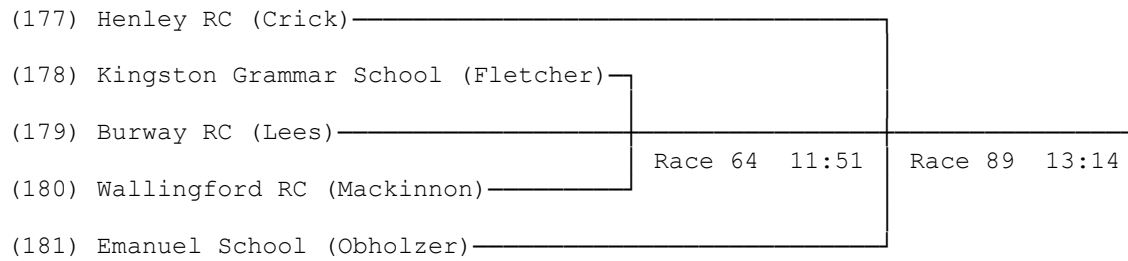 (177) Henley RC (Crick)
(178) Kingston Grammar School (Fletcher)
(179) Burway RC (Lees)
Race 64 11:51 Race 89 13:14
(180) Wallingford RC (Mackinnon)
(181) Emanuel School (Obholzer)